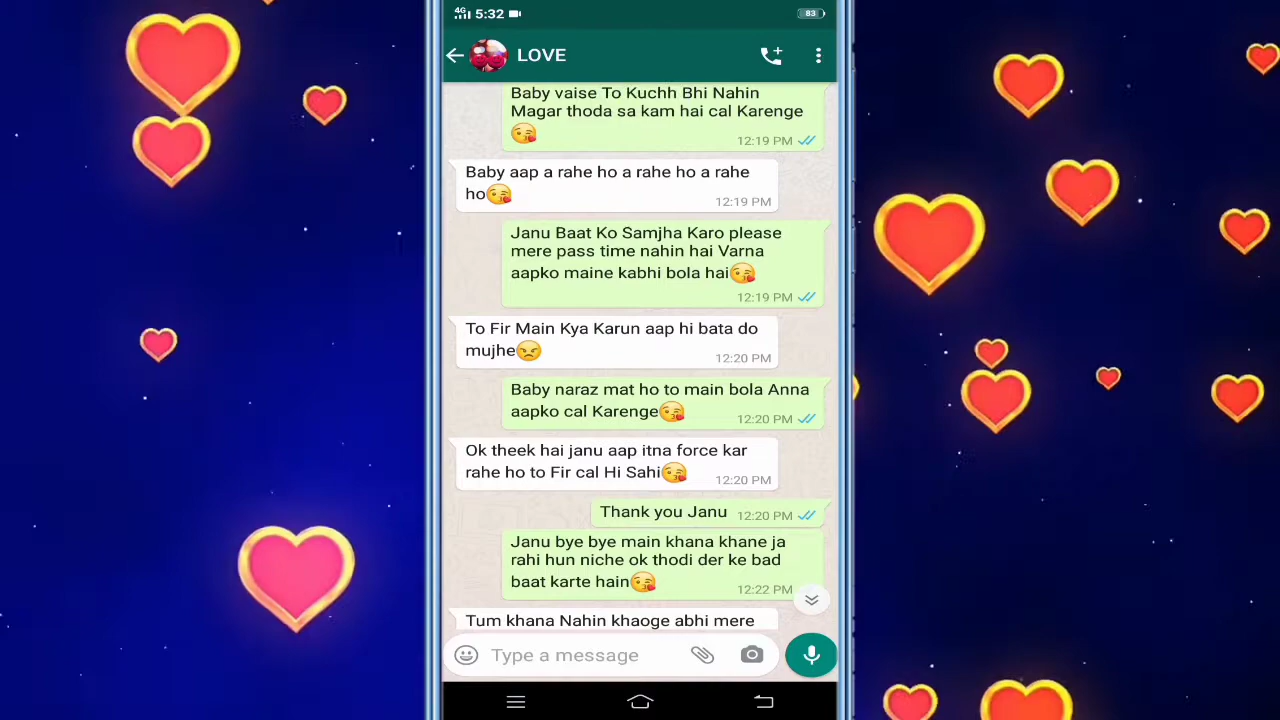 4G 5:32 83
LOVE
Baby vaise To Kuchh Bhi Nahin
Magar thoda sa kam hai cal Karenge
😘
12:19 PM
Baby aap a rahe ho a rahe ho a rahe
ho😘
12:19 PM
Janu Baat Ko Samjha Karo please
mere pass time nahin hai Varna
aapko maine kabhi bola hai😘
12:19 PM
To Fir Main Kya Karun aap hi bata do
mujhe😠
12:20 PM
Baby naraz mat ho to main bola Anna
aapko cal Karenge😘
12:20 PM
Ok theek hai janu aap itna force kar
rahe ho to Fir cal Hi Sahi😘
12:20 PM
Thank you Janu 12:20 PM
Janu bye bye main khana khane ja
rahi hun niche ok thodi der ke bad
baat karte hain😘
12:22 PM
Tum khana Nahin khaoge abhi mere
Type a message